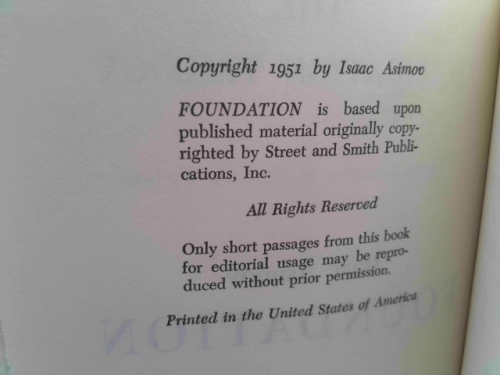 Copyright 1951 by Isaac Asimov
FOUNDATION is based upon
published material originally copy-
righted by Street and Smith Publi-
cations, Inc.
All Rights Reserved
Only short passages from this book
for editorial usage may be repro-
duced without prior permission.
Printed in the United States of America
FOUNDATION